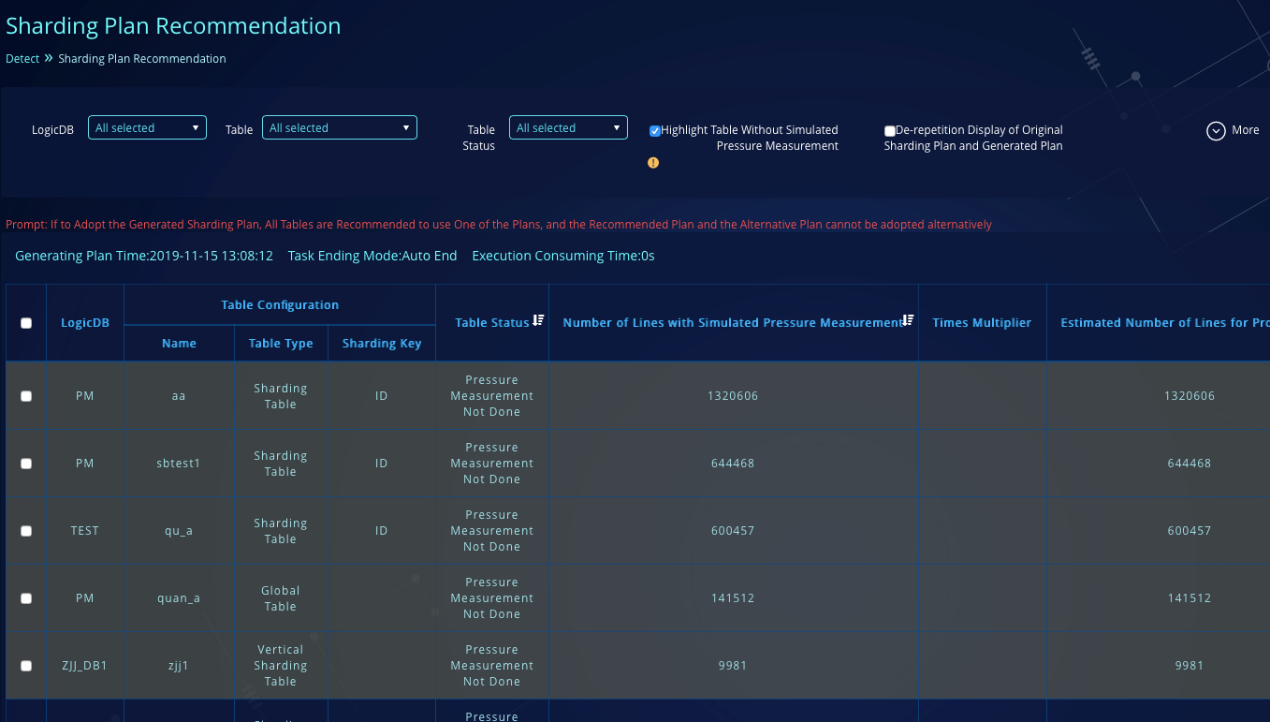 Sharding Plan Recommendation
Detect » Sharding Plan Recommendation
LogicDB All selected Table All selected Table Status All selected Highlight Table Without Simulated Pressure Measurement De-repetition Display of Original Sharding Plan and Generated Plan More
Prompt: If to Adopt the Generated Sharding Plan, All Tables are Recommended to use One of the Plans, and the Recommended Plan and the Alternative Plan cannot be adopted alternatively
Generating Plan Time:2019-11-15 13:08:12 Task Ending Mode:Auto End Execution Consuming Time:0s
LogicDB Table Configuration Table Status Number of Lines with Simulated Pressure Measurement Times Multiplier Estimated Number of Lines for Pro
Name Table Type Sharding Key
PM aa Sharding Table ID Pressure Measurement Not Done 1320606 1320606
PM sbtest1 Sharding Table ID Pressure Measurement Not Done 644468 644468
TEST qu_a Sharding Table ID Pressure Measurement Not Done 600457 600457
PM quan_a Global Table Pressure Measurement Not Done 141512 141512
ZJJ_DB1 zjj1 Vertical Sharding Table Pressure Measurement Not Done 9981 9981
Pressure